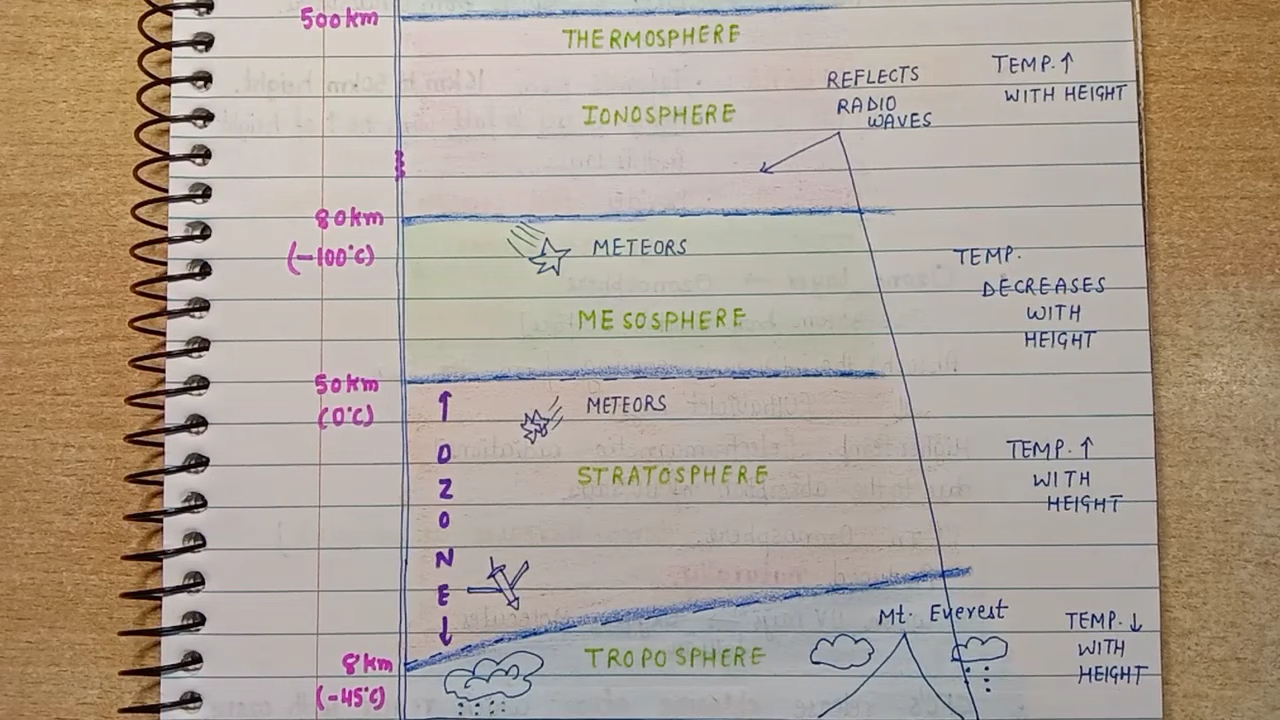 500km
THERMOSPHERE
IONOSPHERE
REFLECTS
RADIO
WAVES
TEMP.↑
WITH HEIGHT
80km
(-100°c)
METEORS
MESOSPHERE
TEMP.
DECREASES
WITH
HEIGHT
50km
(0°c)
METEORS
STRATOSPHERE
OZONE
TEMP.↑
WITH
HEIGHT
8km
(-45°c)
TROPOSPHERE
Mt. Everest
TEMP.↓
WITH
HEIGHT